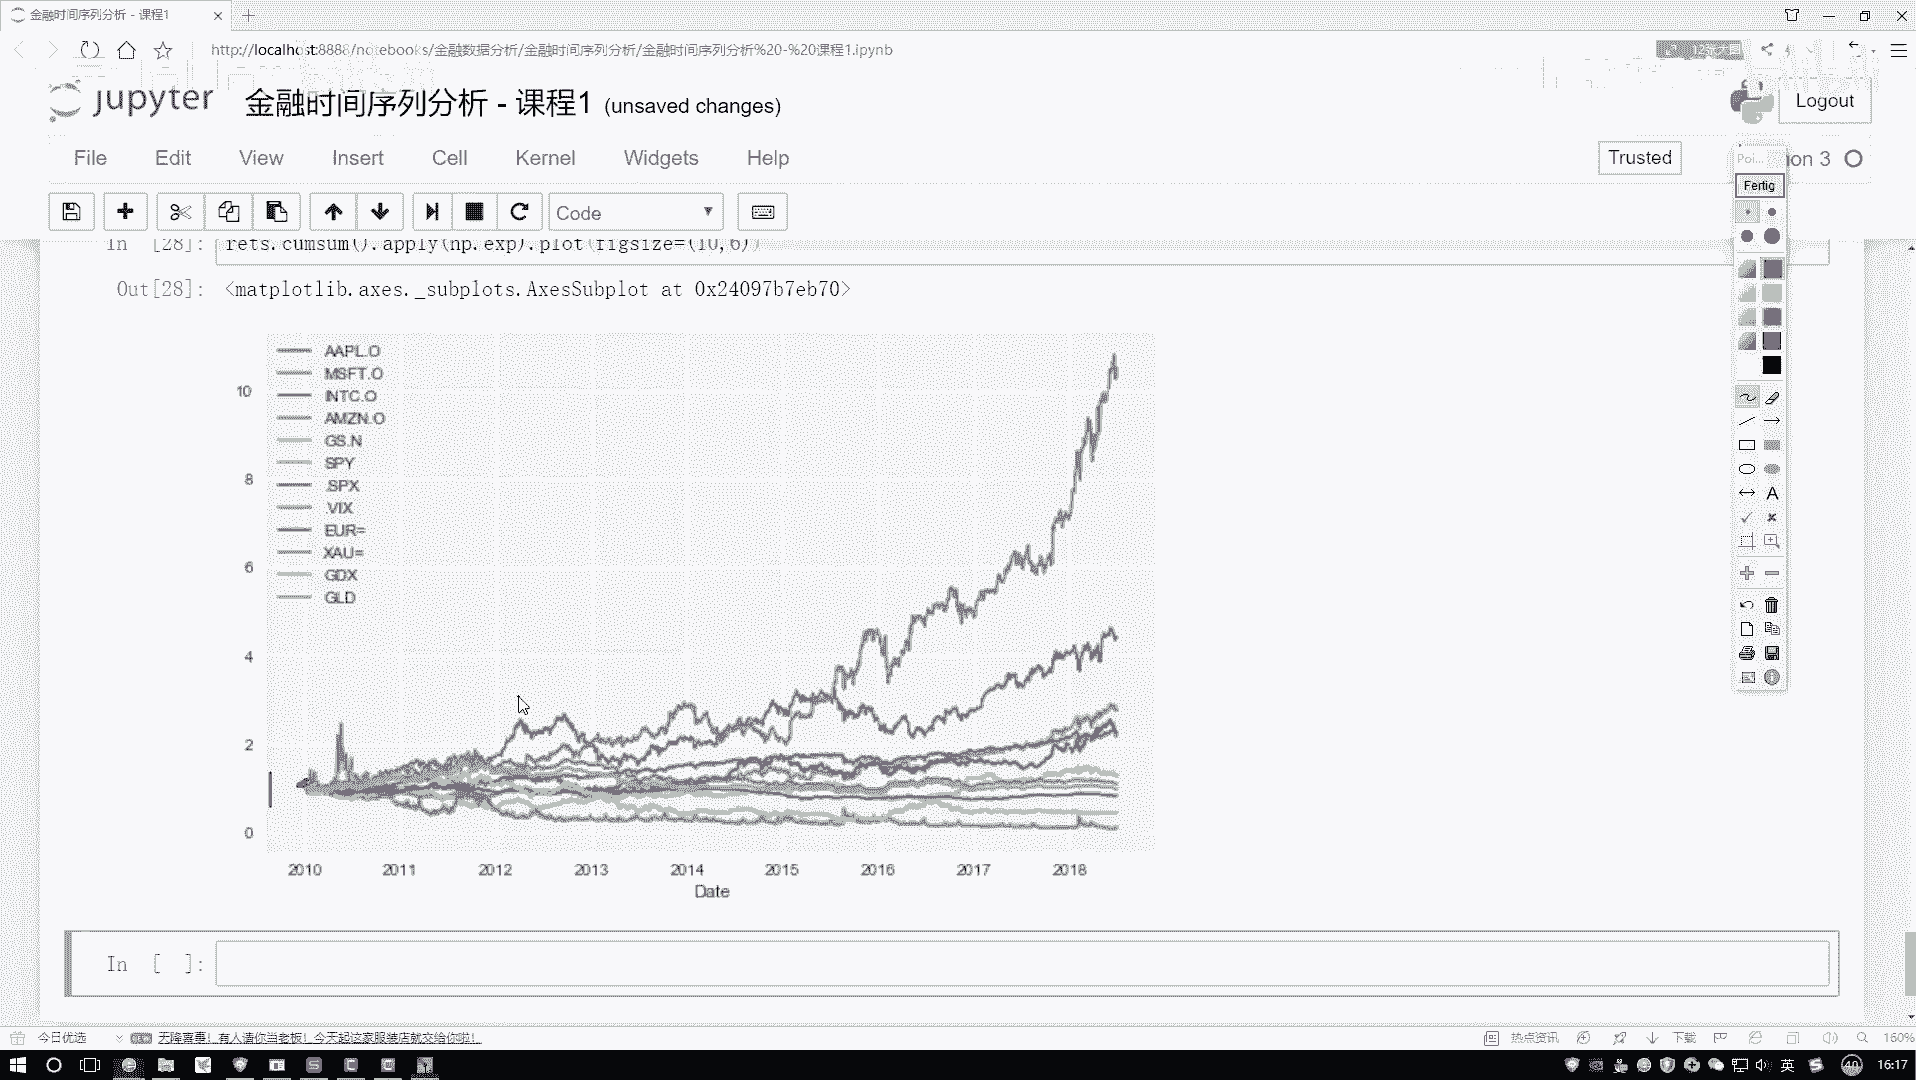 金融时间序列分析 - 课程1
http://localhost:8888/notebooks/金融数据分析/金融时间序列分析/金融时间序列分析%20-%20课程1.ipynb
jupyter 金融时间序列分析 - 课程1 (unsaved changes)
Logout
File Edit View Insert Cell Kernel Widgets Help
Trusted
on 3
Poi...
Fertig
Code
In [28]: rets.cumsum().apply(np.exp).plot(figsize=(10,6))
Out[28]: <matplotlib.axes._subplots.AxesSubplot at 0x24097b7eb70>
AAPL.O
MSFT.O
INTC.O
AMZN.O
GS.N
SPY
.SPX
.VIX
EUR=
XAU=
GDX
GLD
10
8
6
4
2
0
2010 2011 2012 2013 2014 2015 2016 2017 2018
Date
In [ ]:
今日优选
天降喜事!有人请你当老板!今天起这家服装店就交给你啦!
热点资讯
下载
160%
英
40
16:17